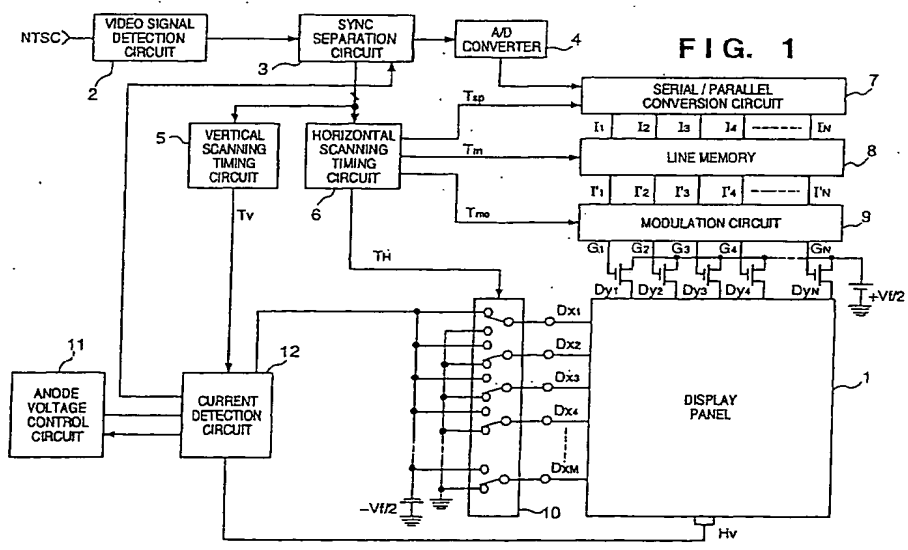 FIG. 1
NTSC
VIDEO SIGNAL
DETECTION
CIRCUIT
2
SYNC
SEPARATION
CIRCUIT
3
A/D
CONVERTER
4
SERIAL / PARALLEL
CONVERSION CIRCUIT
7
Tsp
I1 I2 I3 I4 IN
5
VERTICAL
SCANNING
TIMING
CIRCUIT
HORIZONTAL
SCANNING
TIMING
CIRCUIT
6
Tm
LINE MEMORY
8
I'1 I'2 I'3 I'4 I'N
Tmo
MODULATION CIRCUIT
9
Tv
TH
G1 G2 G3 G4 GN
Dy1 Dy2 Dy3 Dy4 DyN
+Vf/2
Dx1
Dx2
Dx3
Dx4
DxM
DISPLAY
PANEL
1
11
ANODE
VOLTAGE
CONTROL
CIRCUIT
12
CURRENT
DETECTION
CIRCUIT
-Vf/2
10
Hv